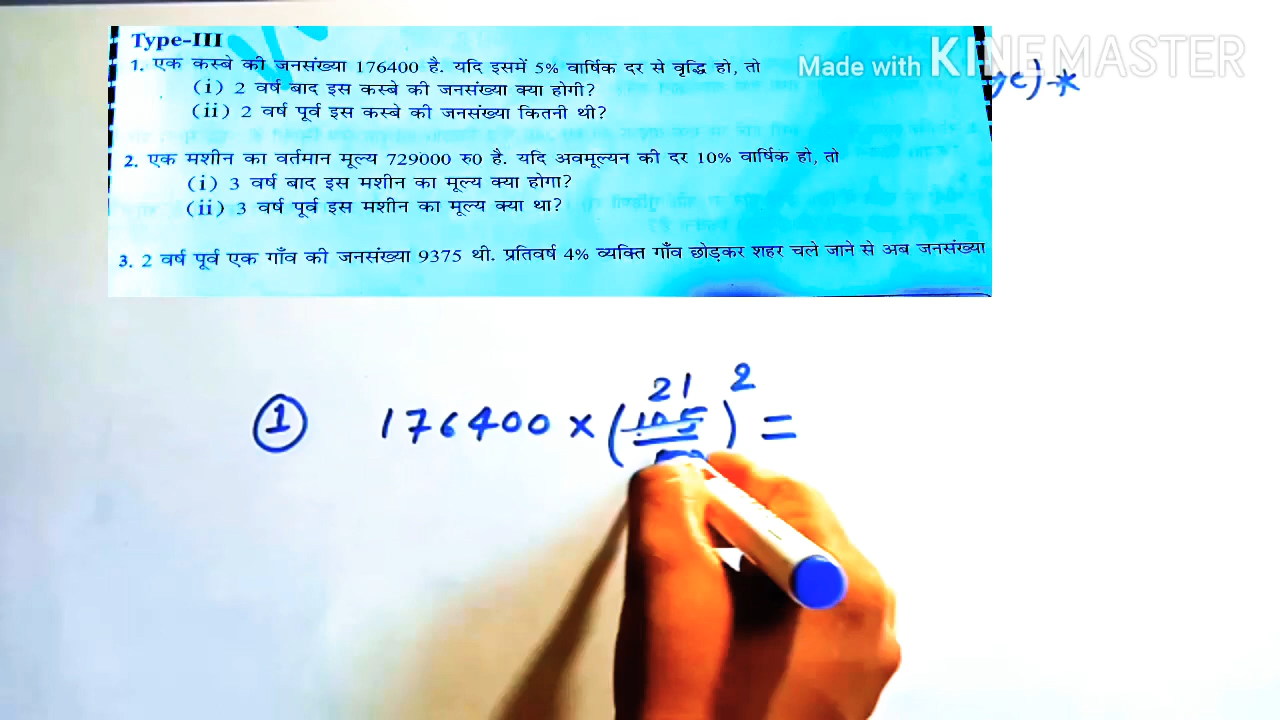 Type-III
1. एक कस्बे की जनसंख्या 176400 है. यदि इसमें 5% वार्षिक दर से वृद्धि हो, तो
(i) 2 वर्ष बाद इस कस्बे की जनसंख्या क्या होगी?
(ii) 2 वर्ष पूर्व इस कस्बे की जनसंख्या कितनी थी?
2. एक मशीन का वर्तमान मूल्य 729000 रु0 है. यदि अवमूल्यन की दर 10% वार्षिक हो, तो
(i) 3 वर्ष बाद इस मशीन का मूल्य क्या होगा?
(ii) 3 वर्ष पूर्व इस मशीन का मूल्य क्या था?
3. 2 वर्ष पूर्व एक गाँव की जनसंख्या 9375 थी. प्रतिवर्ष 4% व्यक्ति गाँव छोड़कर शहर चले जाने से अब जनसंख्या
Made with KINEMASTER
21 2
1 176400 × (105 ) =